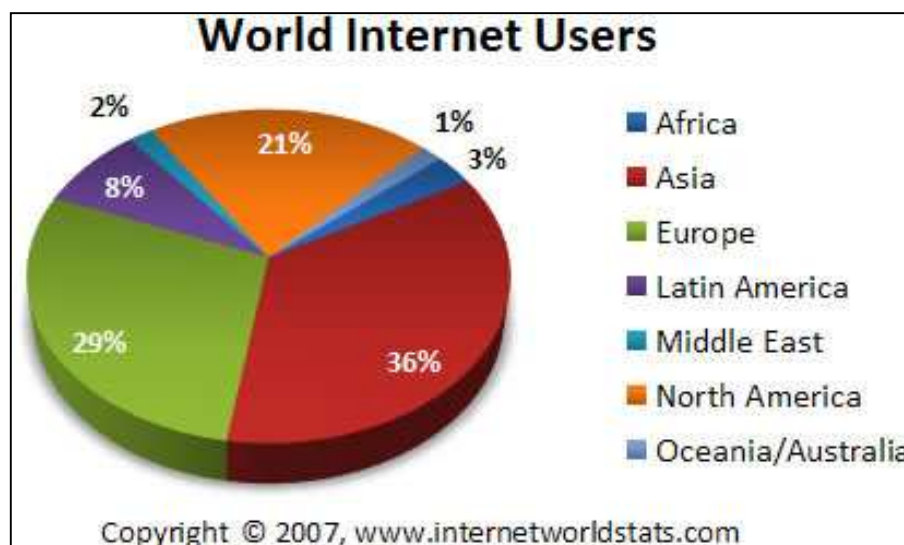 World Internet Users
2%
21%
1%
3%
8%
29%
36%
Africa
Asia
Europe
Latin America
Middle East
North America
Oceania/Australia
Copyright © 2007, www.internetworldstats.com